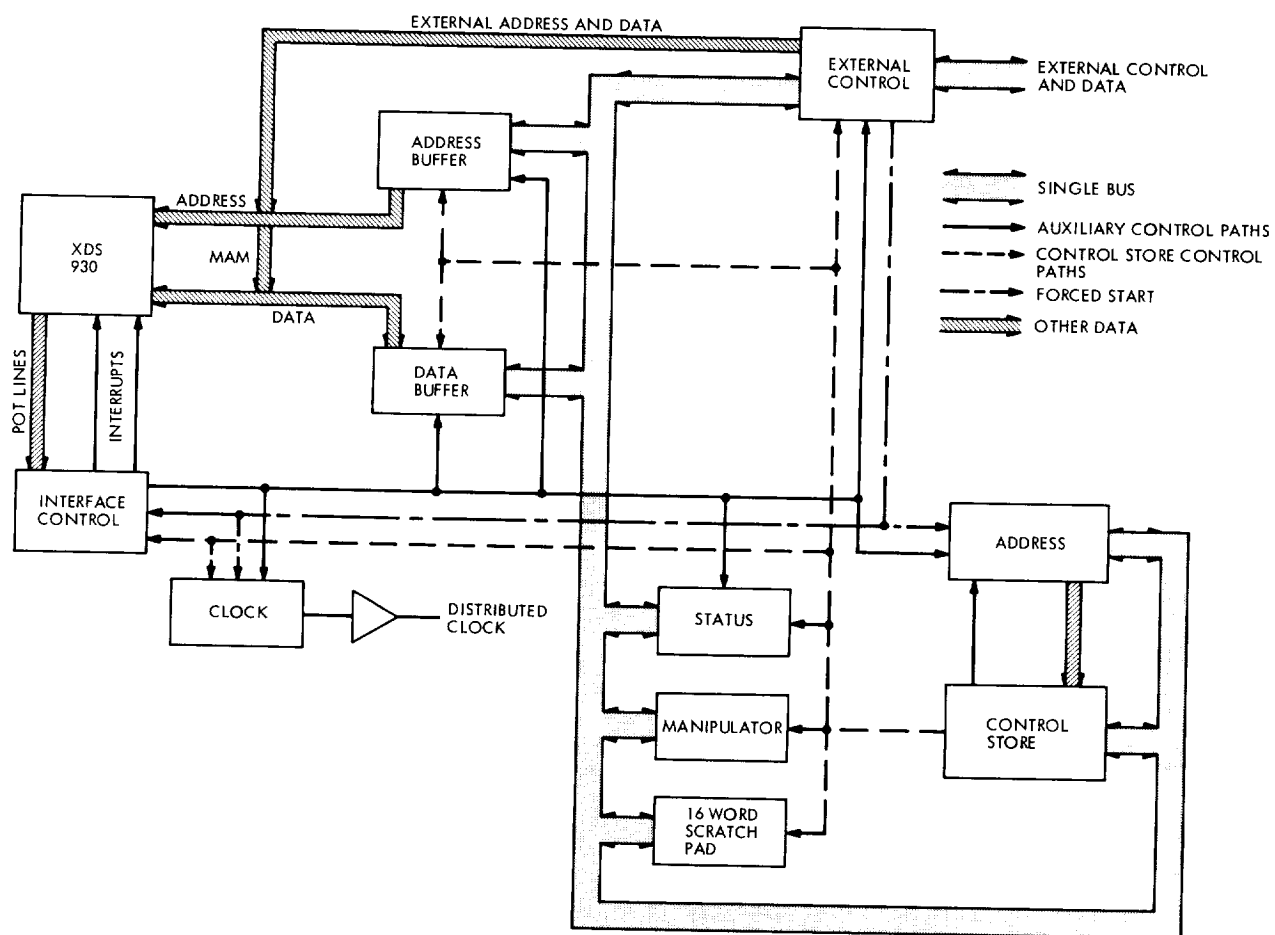 EXTERNAL ADDRESS AND DATA
EXTERNAL
CONTROL
EXTERNAL CONTROL
AND DATA
ADDRESS
BUFFER
SINGLE BUS
AUXILIARY CONTROL PATHS
CONTROL STORE CONTROL
PATHS
FORCED START
OTHER DATA
ADDRESS
XDS
930
MAM
DATA
DATA
BUFFER
POT LINES
INTERRUPTS
INTERFACE
CONTROL
ADDRESS
CLOCK
DISTRIBUTED
CLOCK
STATUS
MANIPULATOR
CONTROL
STORE
16 WORD
SCRATCH
PAD